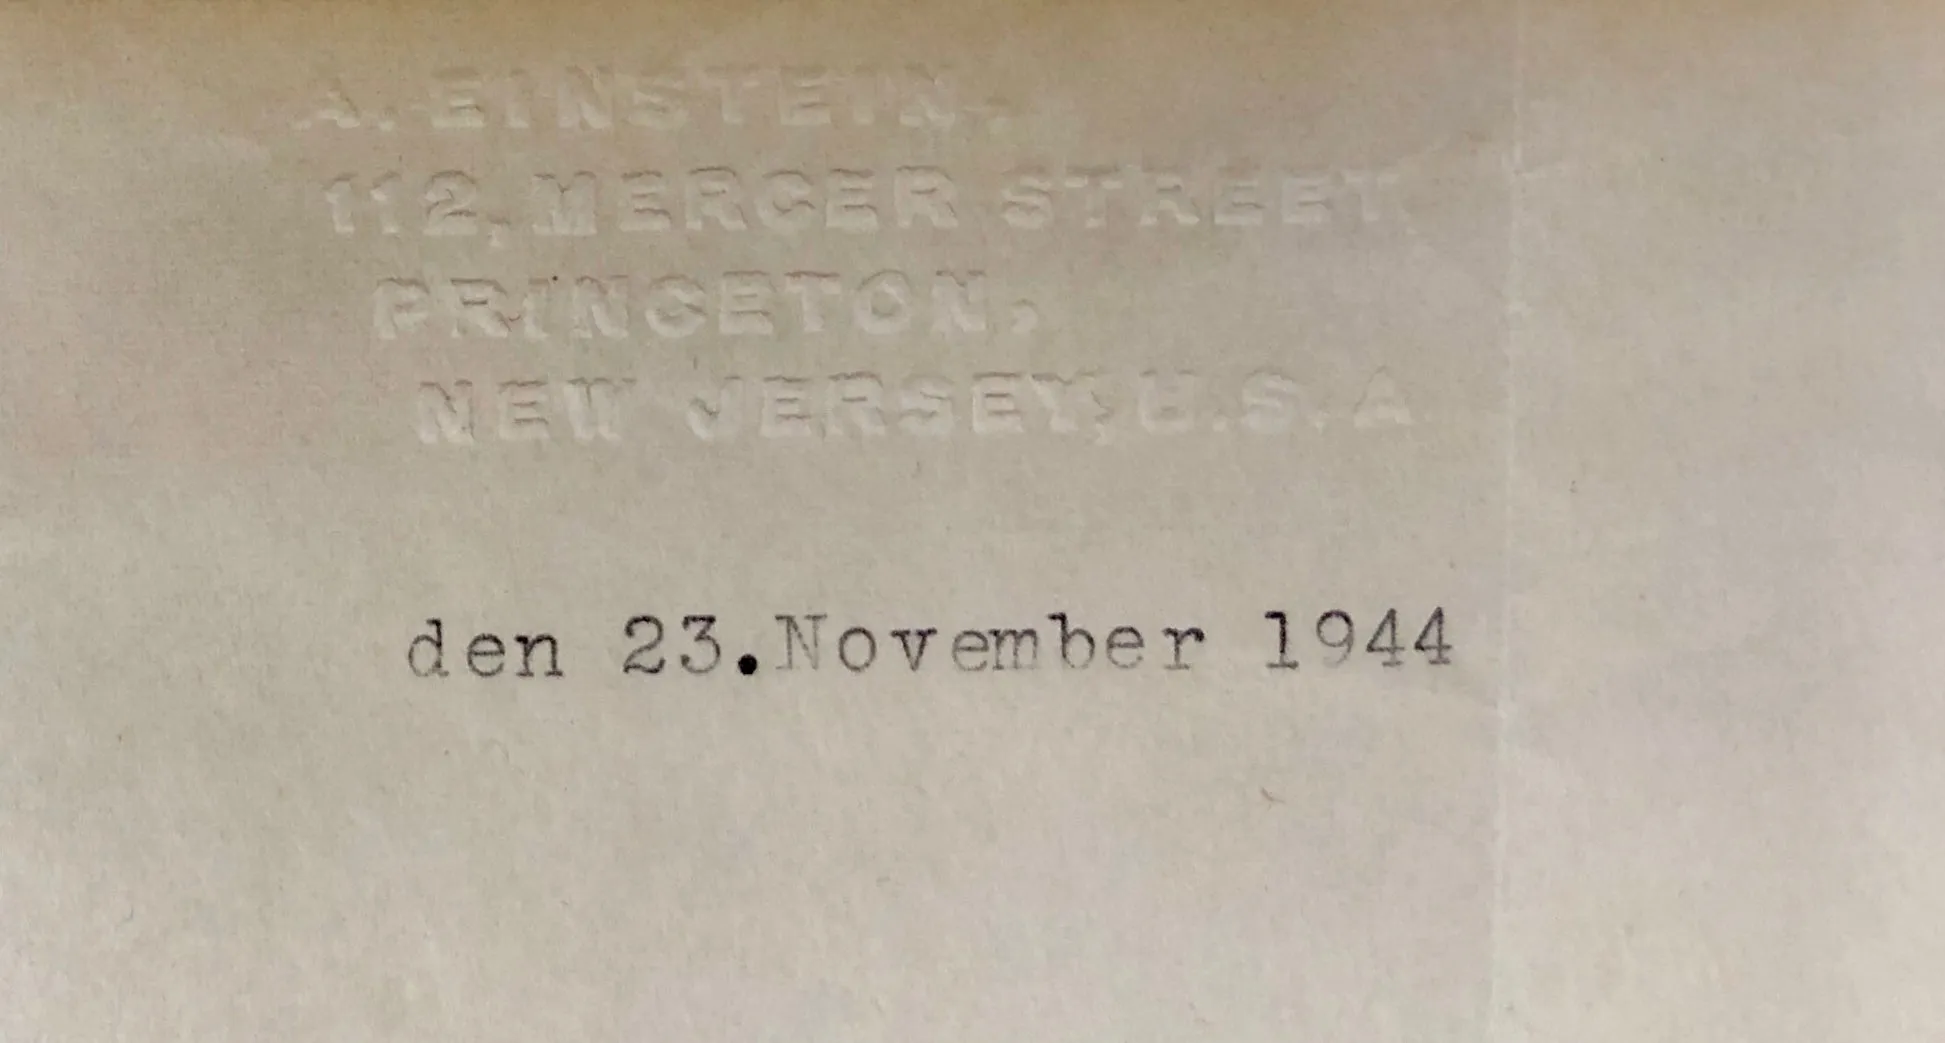 A. EINSTEIN,
112, MERCER STREET
PRINCETON,
NEW JERSEY, U.S.A
den 23.November 1944